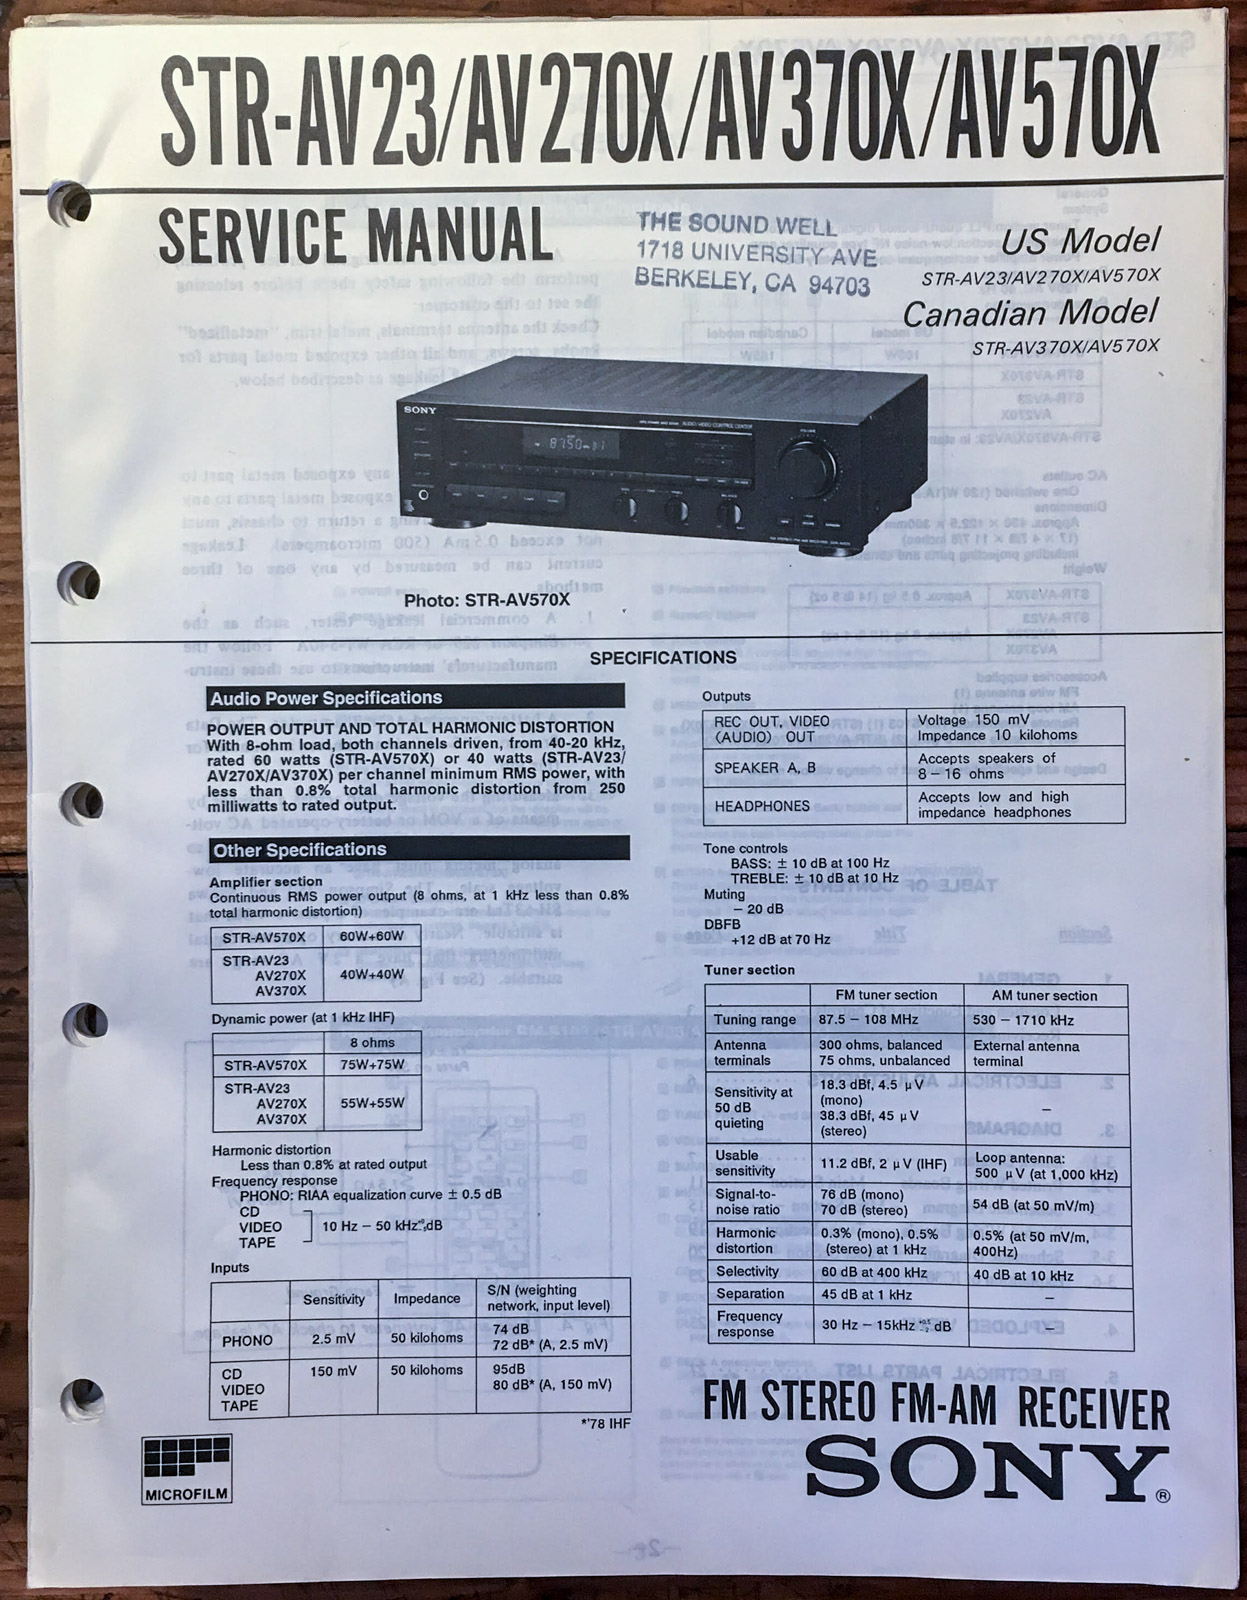 STR-AV23/AV270X/AV370X/AV570X
SERVICE MANUAL
THE SOUND WELL
1718 UNIVERSITY AVE
BERKELEY, CA 94703
US Model
STR-AV23/AV270X/AV570X
Canadian Model
STR-AV370X/AV570X
SONY
Photo: STR-AV570X
SPECIFICATIONS
Audio Power Specifications
POWER OUTPUT AND TOTAL HARMONIC DISTORTION
With 8-ohm load, both channels driven, from 40-20 kHz,
rated 60 watts (STR-AV570X) or 40 watts (STR-AV23/
AV270X/AV370X) per channel minimum RMS power, with
less than 0.8% total harmonic distortion from 250
milliwatts to rated output.
Other Specifications
Amplifier section
Continuous RMS power output (8 ohms, at 1 kHz less than 0.8%
total harmonic distortion)
STR-AV570X 60W+60W
STR-AV23
AV270X 40W+40W
AV370X
Dynamic power (at 1 kHz IHF)
8 ohms
STR-AV570X 75W+75W
STR-AV23
AV270X 55W+55W
AV370X
Harmonic distortion
Less than 0.8% at rated output
Frequency response
PHONO: RIAA equalization curve ± 0.5 dB
CD
VIDEO 10 Hz – 50 kHz dB
TAPE
Inputs
Sensitivity Impedance S/N (weighting
network, input level)
PHONO 2.5 mV 50 kilohoms 74 dB
72 dB* (A, 2.5 mV)
CD 150 mV 50 kilohoms 95dB
VIDEO 80 dB* (A, 150 mV)
TAPE
*'78 IHF
MICROFILM
Outputs
REC OUT, VIDEO Voltage 150 mV
(AUDIO) OUT Impedance 10 kilohoms
SPEAKER A, B Accepts speakers of
8 – 16 ohms
HEADPHONES Accepts low and high
impedance headphones
Tone controls
BASS: ± 10 dB at 100 Hz
TREBLE: ± 10 dB at 10 Hz
Muting
– 20 dB
DBFB
+12 dB at 70 Hz
Tuner section
FM tuner section AM tuner section
Tuning range 87.5 – 108 MHz 530 – 1710 kHz
Antenna 300 ohms, balanced External antenna
terminals 75 ohms, unbalanced terminal
Sensitivity at 18.3 dBf, 4.5 µV
50 dB (mono)
quieting 38.3 dBf, 45 µV –
(stereo)
Usable 11.2 dBf, 2 µV (IHF) Loop antenna:
sensitivity 500 µV (at 1,000 kHz)
Signal-to- 76 dB (mono) 54 dB (at 50 mV/m)
noise ratio 70 dB (stereo)
Harmonic 0.3% (mono), 0.5% 0.5% (at 50 mV/m,
distortion (stereo) at 1 kHz 400Hz)
Selectivity 60 dB at 400 kHz 40 dB at 10 kHz
Separation 45 dB at 1 kHz –
Frequency 30 Hz – 15kHz dB –
response
FM STEREO FM-AM RECEIVER
SONY®